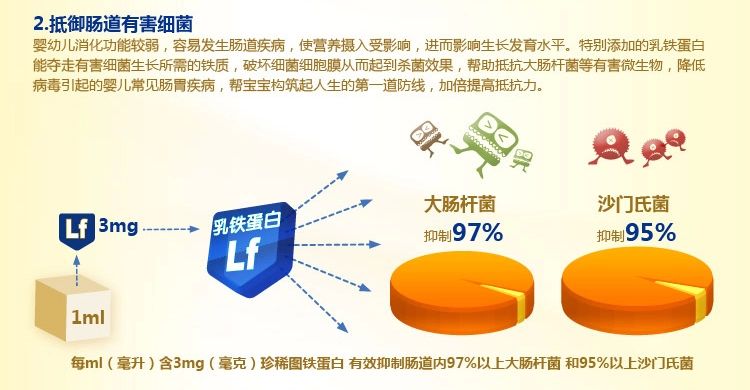 2.抵御肠道有害细菌
婴幼儿消化功能较弱，容易发生肠道疾病，使营养摄入受影响，进而影响生长发育水平。特别添加的乳铁蛋白
能夺走有害细菌生长所需的铁质，破坏细菌细胞膜从而起到杀菌效果，帮助抵抗大肠杆菌等有害微生物，降低
病毒引起的婴儿常见肠胃疾病，帮宝宝构筑起人生的第一道防线，加倍提高抵抗力。
大肠杆菌
抑制97%
沙门氏菌
抑制95%
Lf 3mg
乳铁蛋白
Lf
1ml
每ml（毫升）含3mg（毫克）珍稀图铁蛋白 有效抑制肠道内97%以上大肠杆菌 和95%以上沙门氏菌